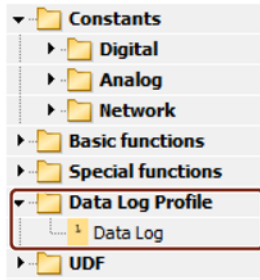 Constants
Digital
Analog
Network
Basic functions
Special functions
Data Log Profile
1 Data Log
UDF